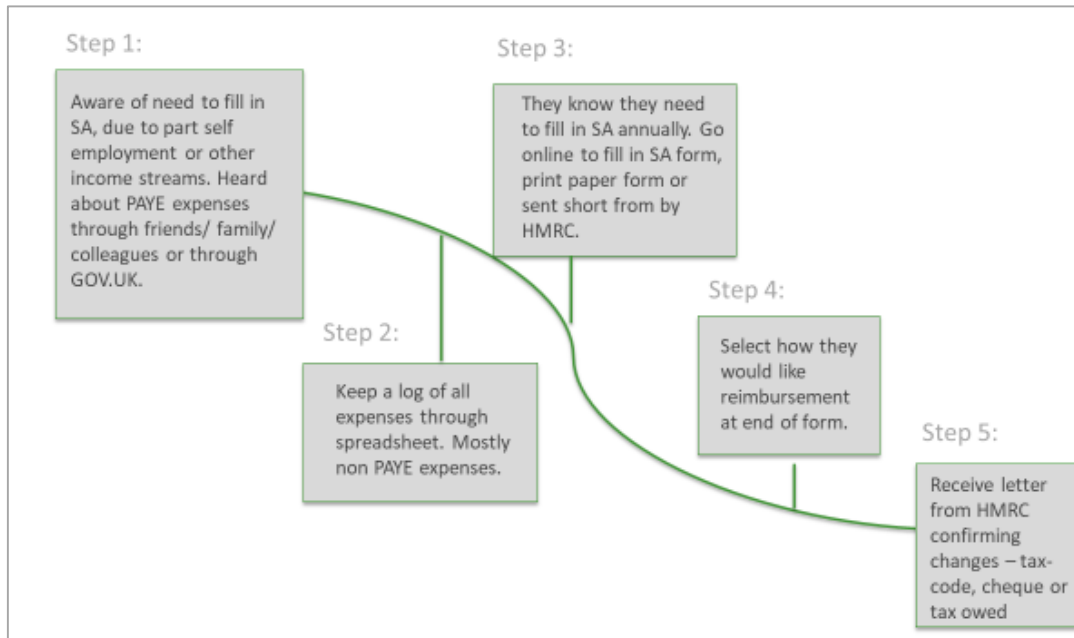 Step 1:
Aware of need to fill in
SA, due to part self
employment or other
income streams. Heard
about PAYE expenses
through friends/ family/
colleagues or through
GOV.UK.
Step 2:
Keep a log of all
expenses through
spreadsheet. Mostly
non PAYE expenses.
Step 3:
They know they need
to fill in SA annually. Go
online to fill in SA form,
print paper form or
sent short from by
HMRC.
Step 4:
Select how they
would like
reimbursement
at end of form.
Step 5:
Receive letter
from HMRC
confirming
changes – tax-
code, cheque or
tax owed